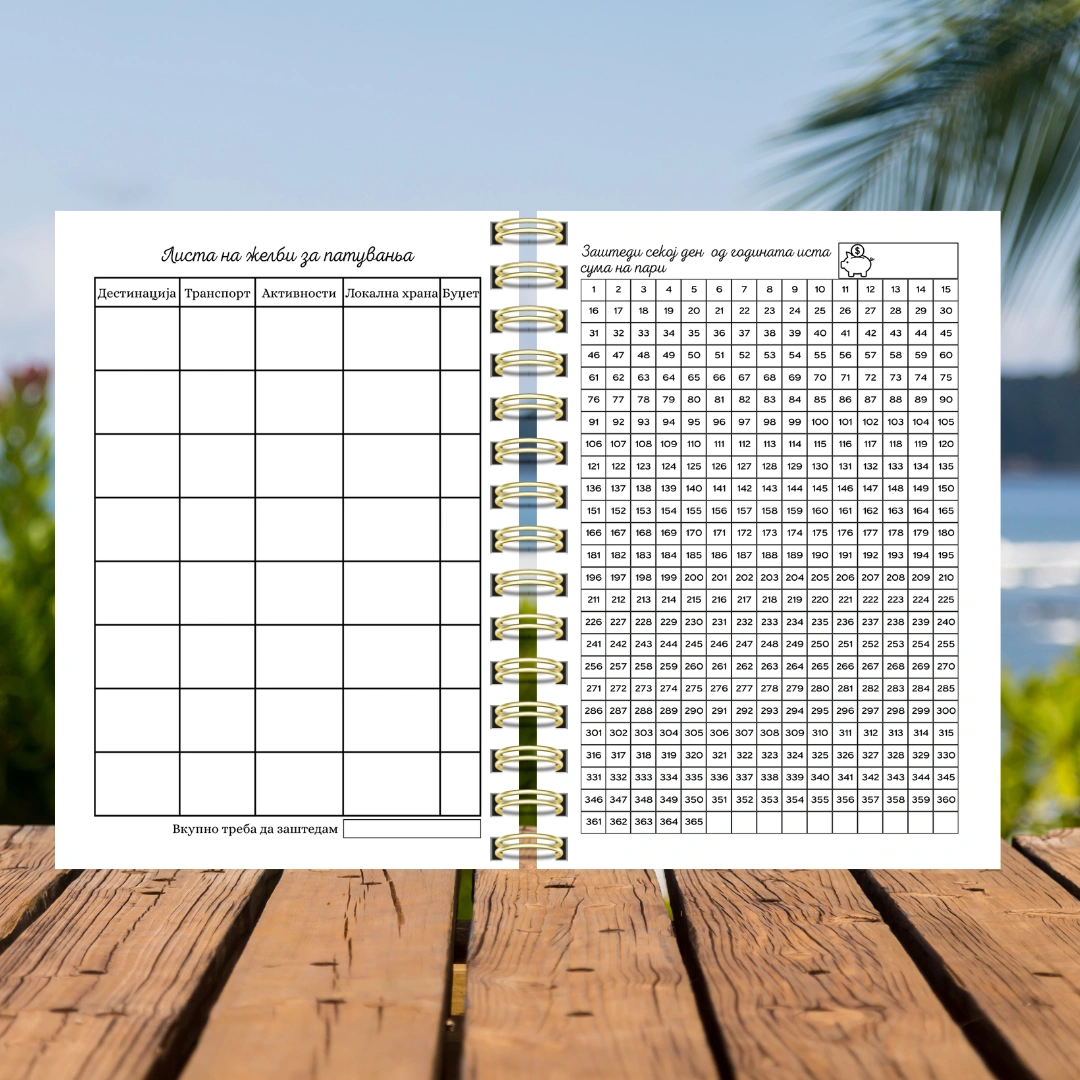 Листа на желби за патувања
Дестинација Транспорт Активности Локална храна Буџет
Вкупно треба да заштедам
Заштеди секој ден од годината иста
сума на пари
$
1 2 3 4 5 6 7 8 9 10 11 12 13 14 15
16 17 18 19 20 21 22 23 24 25 26 27 28 29 30
31 32 33 34 35 36 37 38 39 40 41 42 43 44 45
46 47 48 49 50 51 52 53 54 55 56 57 58 59 60
61 62 63 64 65 66 67 68 69 70 71 72 73 74 75
76 77 78 79 80 81 82 83 84 85 86 87 88 89 90
91 92 93 94 95 96 97 98 99 100 101 102 103 104 105
106 107 108 109 110 111 112 113 114 115 116 117 118 119 120
121 122 123 124 125 126 127 128 129 130 131 132 133 134 135
136 137 138 139 140 141 142 143 144 145 146 147 148 149 150
151 152 153 154 155 156 157 158 159 160 161 162 163 164 165
166 167 168 169 170 171 172 173 174 175 176 177 178 179 180
181 182 183 184 185 186 187 188 189 190 191 192 193 194 195
196 197 198 199 200 201 202 203 204 205 206 207 208 209 210
211 212 213 214 215 216 217 218 219 220 221 222 223 224 225
226 227 228 229 230 231 232 233 234 235 236 237 238 239 240
241 242 243 244 245 246 247 248 249 250 251 252 253 254 255
256 257 258 259 260 261 262 263 264 265 266 267 268 269 270
271 272 273 274 275 276 277 278 279 280 281 282 283 284 285
286 287 288 289 290 291 292 293 294 295 296 297 298 299 300
301 302 303 304 305 306 307 308 309 310 311 312 313 314 315
316 317 318 319 320 321 322 323 324 325 326 327 328 329 330
331 332 333 334 335 336 337 338 339 340 341 342 343 344 345
346 347 348 349 350 351 352 353 354 355 356 357 358 359 360
361 362 363 364 365